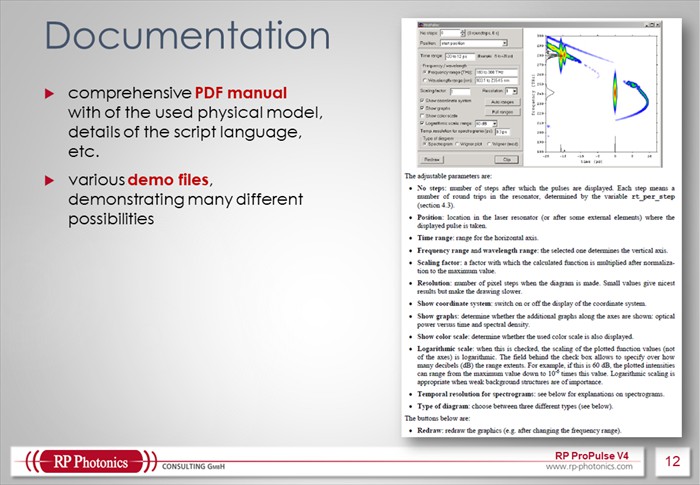 Documentation
comprehensive PDF manual
with of the used physical model,
details of the script language,
etc.
various demo files,
demonstrating many different
possibilities
No steps:
Position: start position
Time range:
Frequency / wavelength
Frequency range [THz]:
Wavelength range [nm]:
Scaling factor:
Resolution:
Show coordinate system
Auto ranges
Show graphs
Full ranges
Show color scale
Logarithmic scale, range:
Temp. resolution for spectrograms [ps]:
Type of diagram
Spectrogram
Wigner plot
Redraw
Clip
frequency (THz)
time (ps)
The adjustable parameters are:
• No steps: number of steps after which the pulses are displayed. Each step means a
number of round trips in the resonator, determined by the variable rt_per_step
(section 4.3).
• Position: location in the laser resonator (or after some external elements) where the
displayed pulse is taken.
• Time range: range for the horizontal axis.
• Frequency range and wavelength range: the selected one determines the vertical axis.
• Scaling factor: a factor with which the calculated function is multiplied after normaliza-
tion to the maximum value.
• Resolution: number of pixel steps when the diagram is made. Small values give nicest
results but make the drawing slower.
• Show coordinate system: switch on or off the display of the coordinate system.
• Show graphs: determine whether the additional graphs along the axes are shown: optical
power versus time and spectral density.
• Show color scale: determine whether the used color scale is also displayed.
• Logarithmic scale: when this is checked, the scaling of the plotted function values (not
of the axes) is logarithmic. The field behind the check box allows to specify over how
many decibels (dB) the range extents. For example, if this is 60 dB, the plotted intensities
can range from the maximum value down to 10⁻⁶ times this value. Logarithmic scaling is
appropriate when weak background structures are of importance.
• Temporal resolution for spectrograms: see below for explanations on spectrograms.
• Type of diagram: choose between three different types (see below).
The buttons below are:
• Redraw: redraw the graphics (e.g. after changing the frequency range).
RP Photonics
CONSULTING GMBH
RP ProPulse V4
www.rp-photonics.com
12